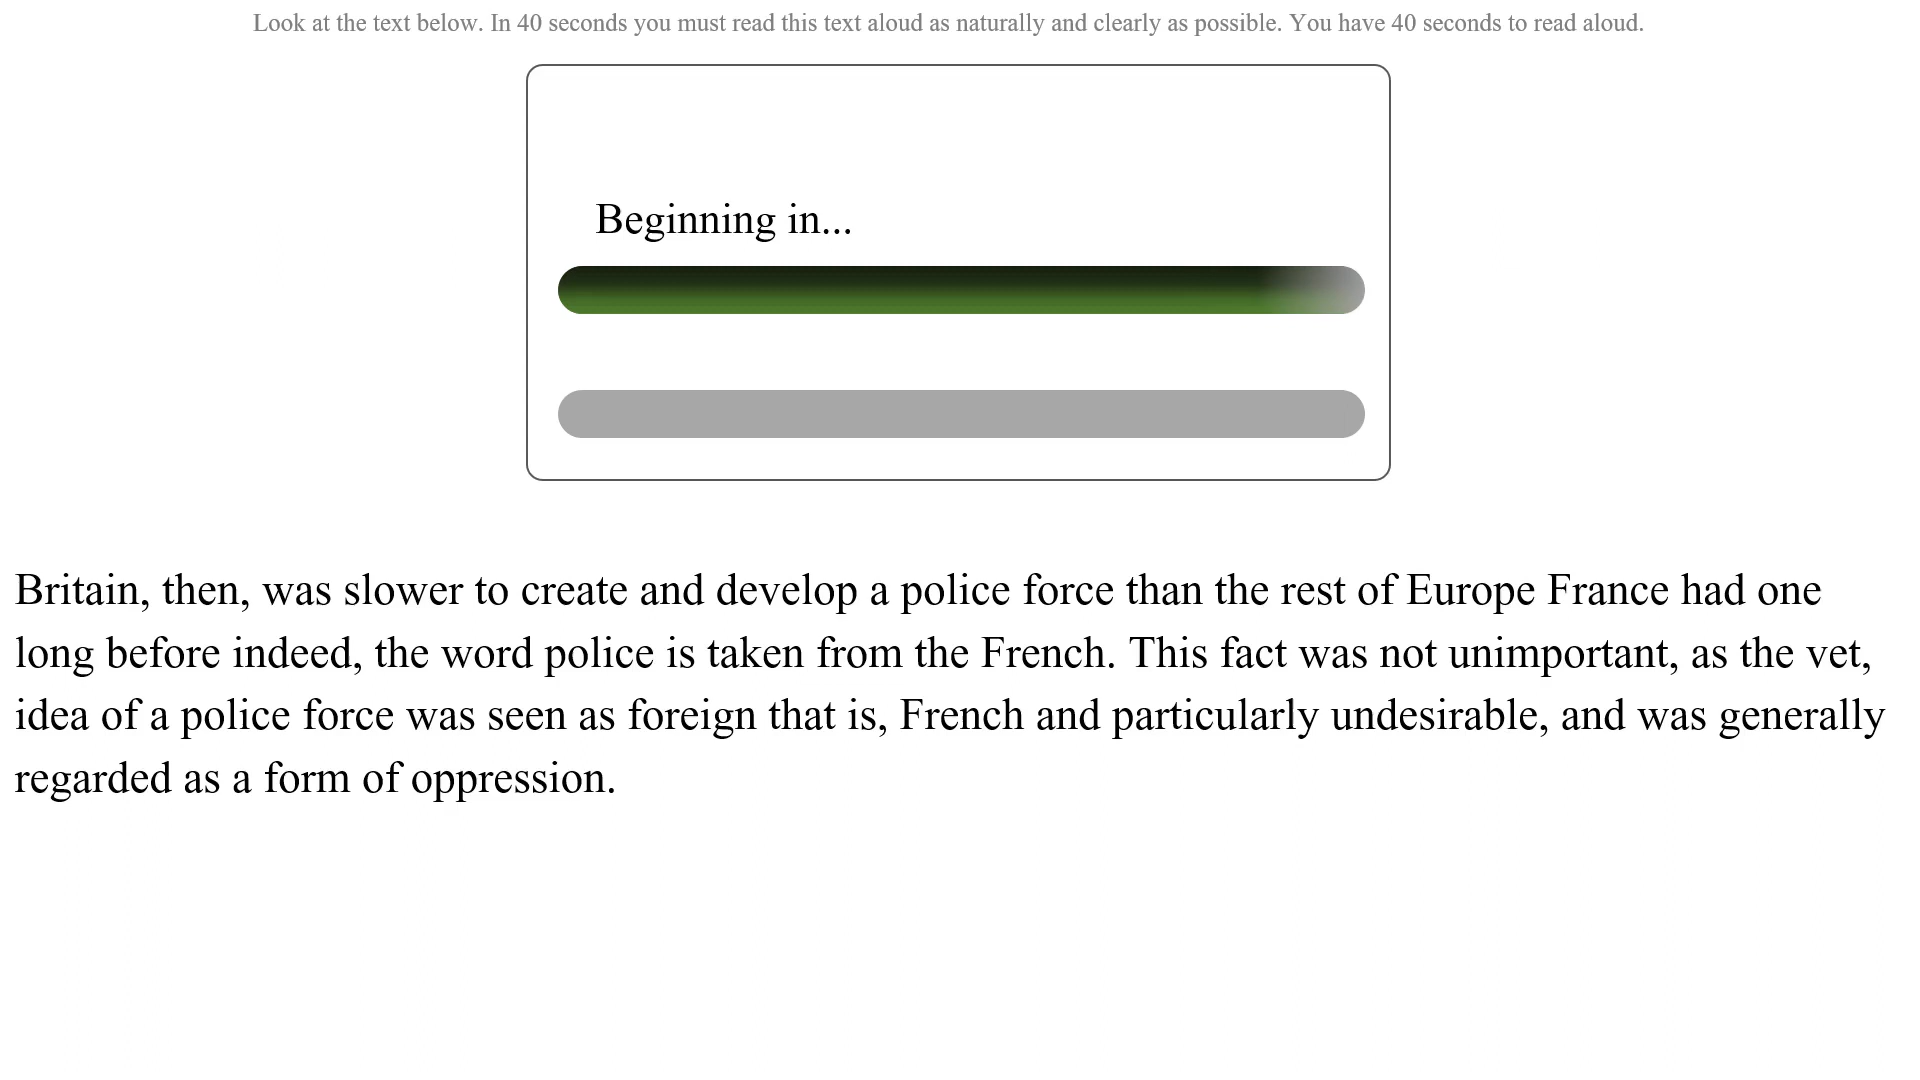 Look at the text below. In 40 seconds you must read this text aloud as naturally and clearly as possible. You have 40 seconds to read aloud.
Beginning in...
Britain, then, was slower to create and develop a police force than the rest of Europe France had one
long before indeed, the word police is taken from the French. This fact was not unimportant, as the vet,
idea of a police force was seen as foreign that is, French and particularly undesirable, and was generally
regarded as a form of oppression.